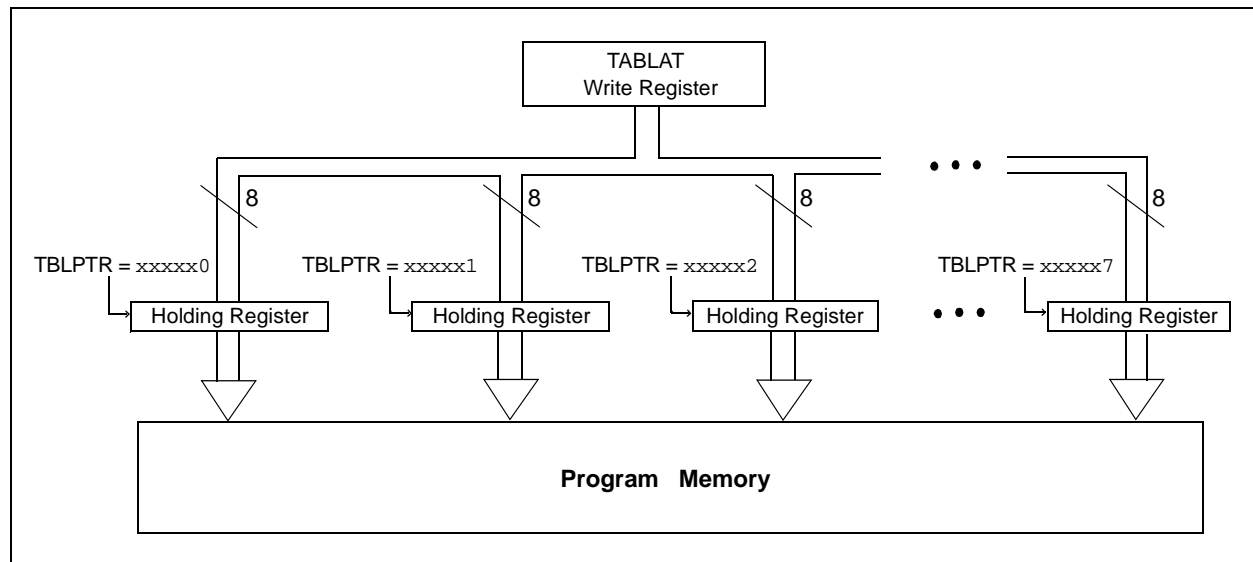 TABLAT
Write Register
8
8
8
8
TBLPTR = xxxxx0
TBLPTR = xxxxx1
TBLPTR = xxxxx2
TBLPTR = xxxxx7
Holding Register
Holding Register
Holding Register
Holding Register
Program Memory